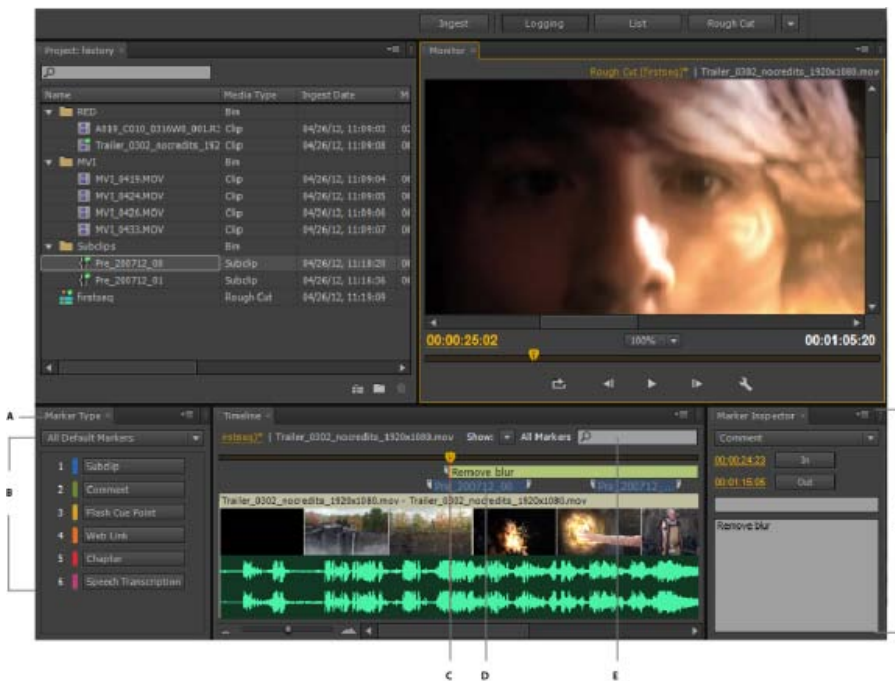 Ingest Logging List Rough Cut
Project: history
Monitor
Rough Cut (firstseq)* | Trailer_0302_nocredits_1920x1080.mov
Name Media Type Ingest Date M
RED Bin
A019_C010_0316W0_001.R3 Clip 04/26/12, 11:09:03
Trailer_0302_nocredits_192 Clip 04/26/12, 11:09:08
MVI Bin
MVI_0419.MOV Clip 04/26/12, 11:09:04
MVI_0424.MOV Clip 04/26/12, 11:09:05
MVI_0426.MOV Clip 04/26/12, 11:09:06
MVI_0433.MOV Clip 04/26/12, 11:09:07
Subclips Bin
Pre_200712_00 Subclip 04/26/12, 11:18:28
Pre_200712_01 Subclip 04/26/12, 11:18:36
firstseq Rough Cut 04/26/12, 11:19:09
00:00:25:02 100% 00:01:05:20
A
Marker Type
All Default Markers
B
1 Subclip
2 Comment
3 Flash Cue Point
4 Web Link
5 Chapter
6 Speech Transcription
Timeline
firstseq)* | Trailer_0302_nocredits_1920x1080.mov Show: All Markers
Remove blur
Pre_200712_00 Pre_200712_...
Trailer_0302_nocredits_1920x1080.mov - Trailer_0302_nocredits_1920x1080.mov
Marker Inspector
Comment
00:00:24:23 In
00:01:15:05 Out
Remove blur
C D E